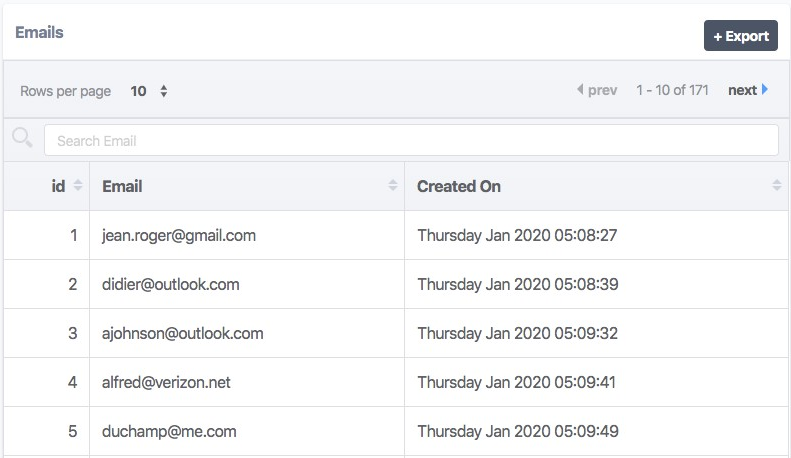 Emails
+ Export
Rows per page 10 prev 1 - 10 of 171 next
Search Email
id Email Created On
1 jean.roger@gmail.com Thursday Jan 2020 05:08:27
2 didier@outlook.com Thursday Jan 2020 05:08:39
3 ajohnson@outlook.com Thursday Jan 2020 05:09:32
4 alfred@verizon.net Thursday Jan 2020 05:09:41
5 duchamp@me.com Thursday Jan 2020 05:09:49